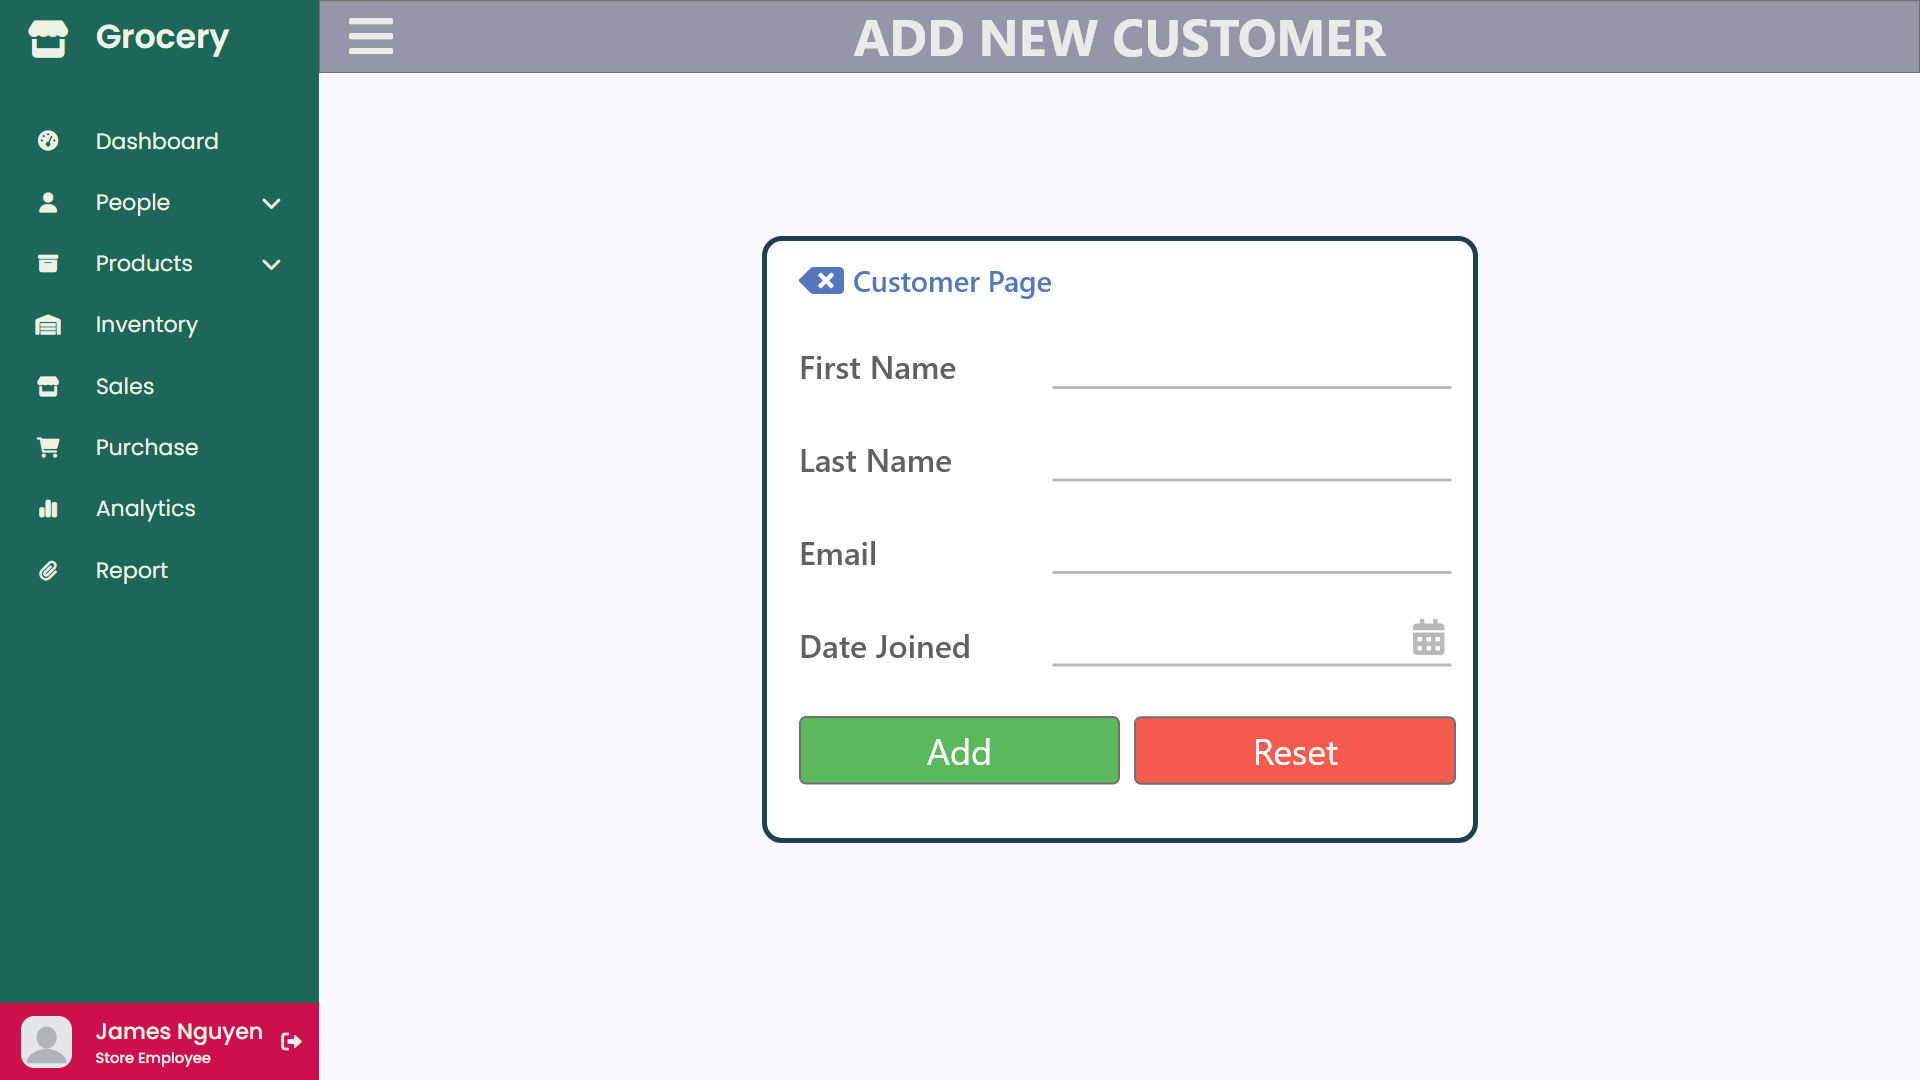 Grocery
ADD NEW CUSTOMER
Dashboard
People
Products
Inventory
Sales
Purchase
Analytics
Report
Customer Page
First Name
Last Name
Email
Date Joined
Add
Reset
James Nguyen
Store Employee